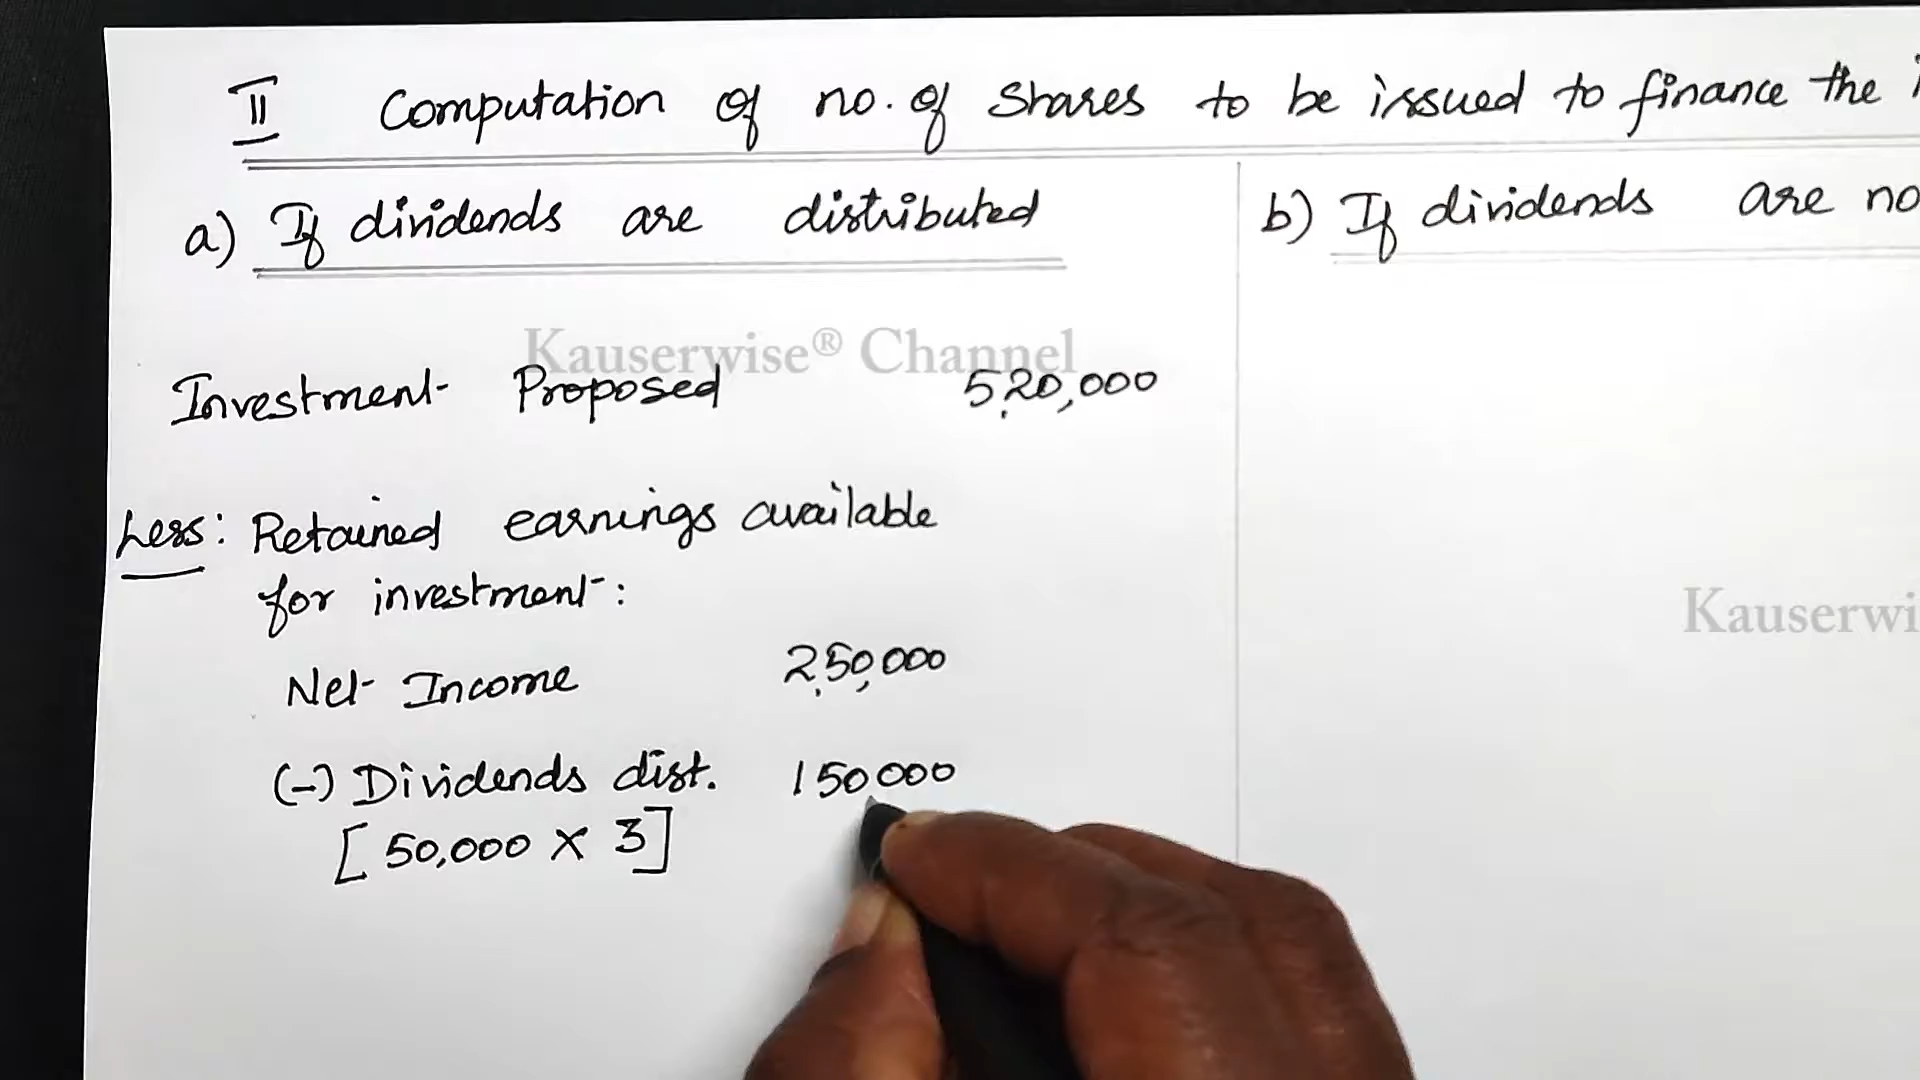 II Computation of no. of Shares to be issued to finance the
a) If dividends are distributed
b) If dividends are no
Kauserwise® Channel
Investment Proposed 5,20,000
Less: Retained earnings available
for investment:
Kauserwi
Net Income 2,50,000
(-) Dividends dist. 150000
[50,000 × 3]